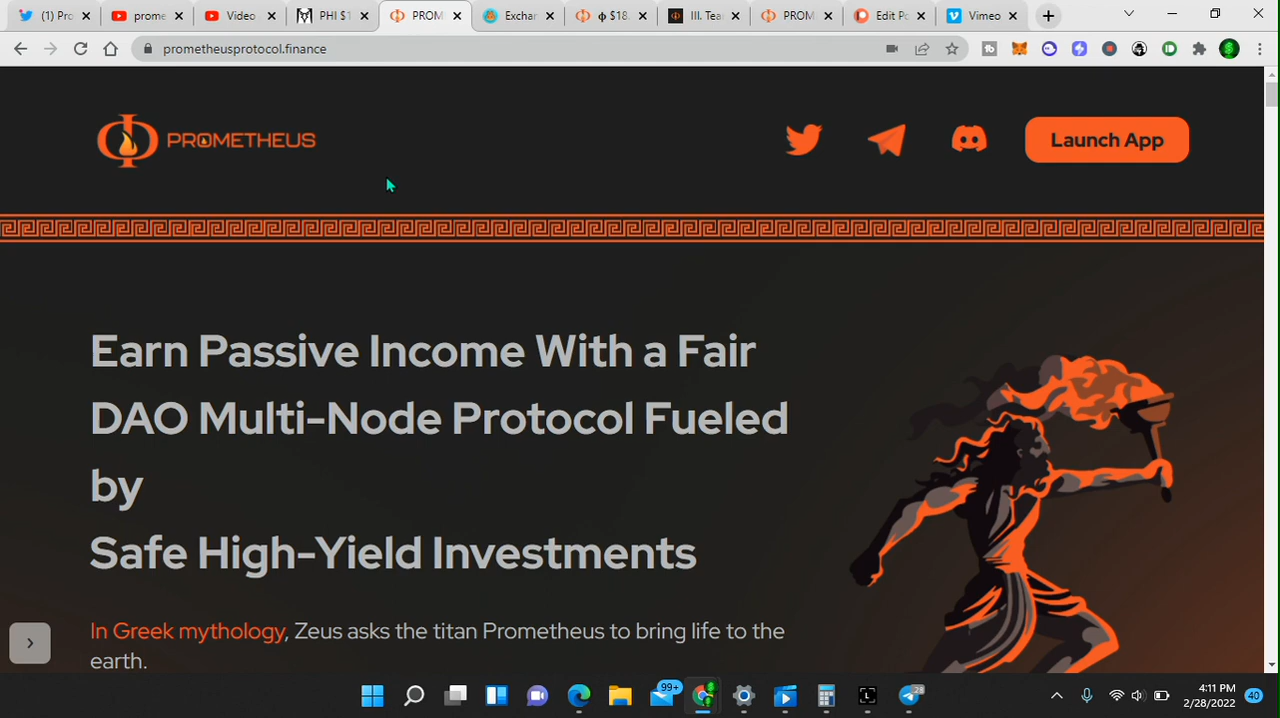 (1) Pro
prome
Video
PHI $1
PROM
Exchar
ф $18.
III. Tea
PROM
Edit Po
Vimeo
prometheusprotocol.finance
PROMETHEUS
Launch App
Earn Passive Income With a Fair
DAO Multi-Node Protocol Fueled
by
Safe High-Yield Investments
In Greek mythology, Zeus asks the titan Prometheus to bring life to the
earth.
99+
28
4:11 PM
2/28/2022
40